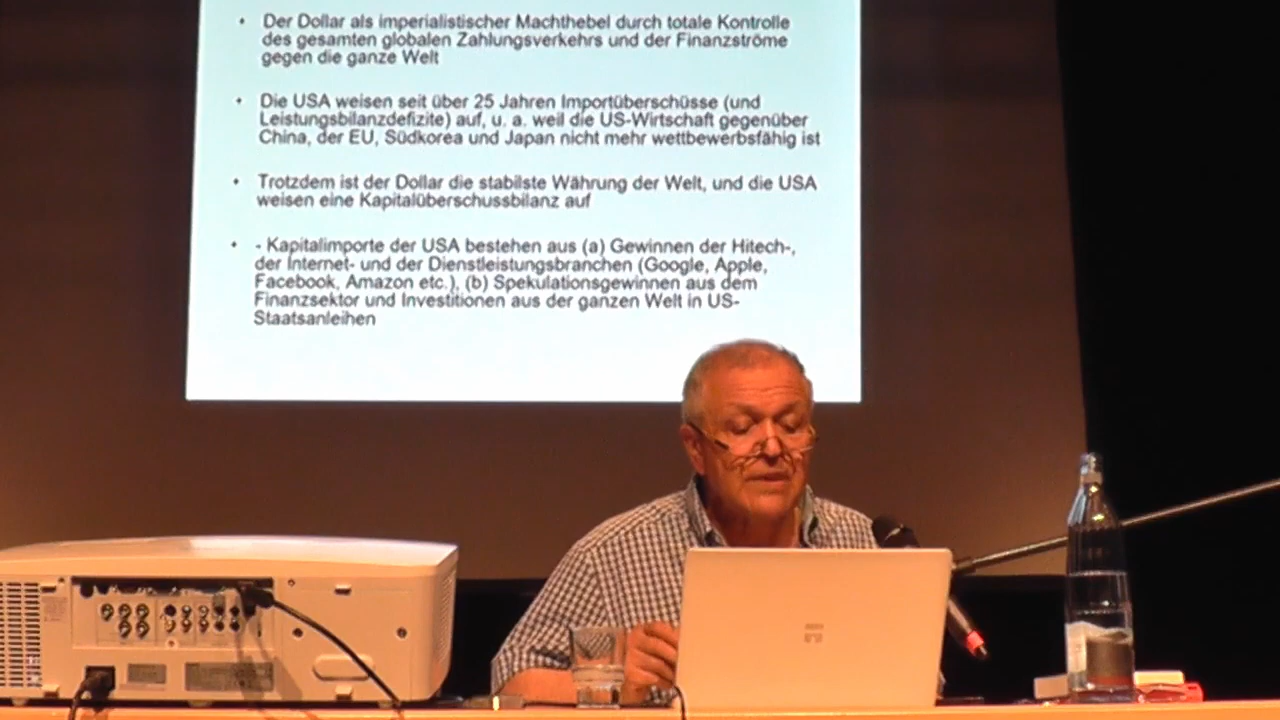 • Der Dollar als imperialistischer Machthebel durch totale Kontrolle
des gesamten globalen Zahlungsverkehrs und der Finanzströme
gegen die ganze Welt
• Die USA weisen seit über 25 Jahren Importüberschüsse (und
Leistungsbilanzdefizite) auf, u. a. weil die US-Wirtschaft gegenüber
China, der EU, Südkorea und Japan nicht mehr wettbewerbsfähig ist
• Trotzdem ist der Dollar die stabilste Währung der Welt, und die USA
weisen eine Kapitalüberschussbilanz auf
• - Kapitalimporte der USA bestehen aus (a) Gewinnen der Hitech-,
der Internet- und der Dienstleistungsbranchen (Google, Apple,
Facebook, Amazon etc.), (b) Spekulationsgewinnen aus dem
Finanzsektor und Investitionen aus der ganzen Welt in US-
Staatsanleihen